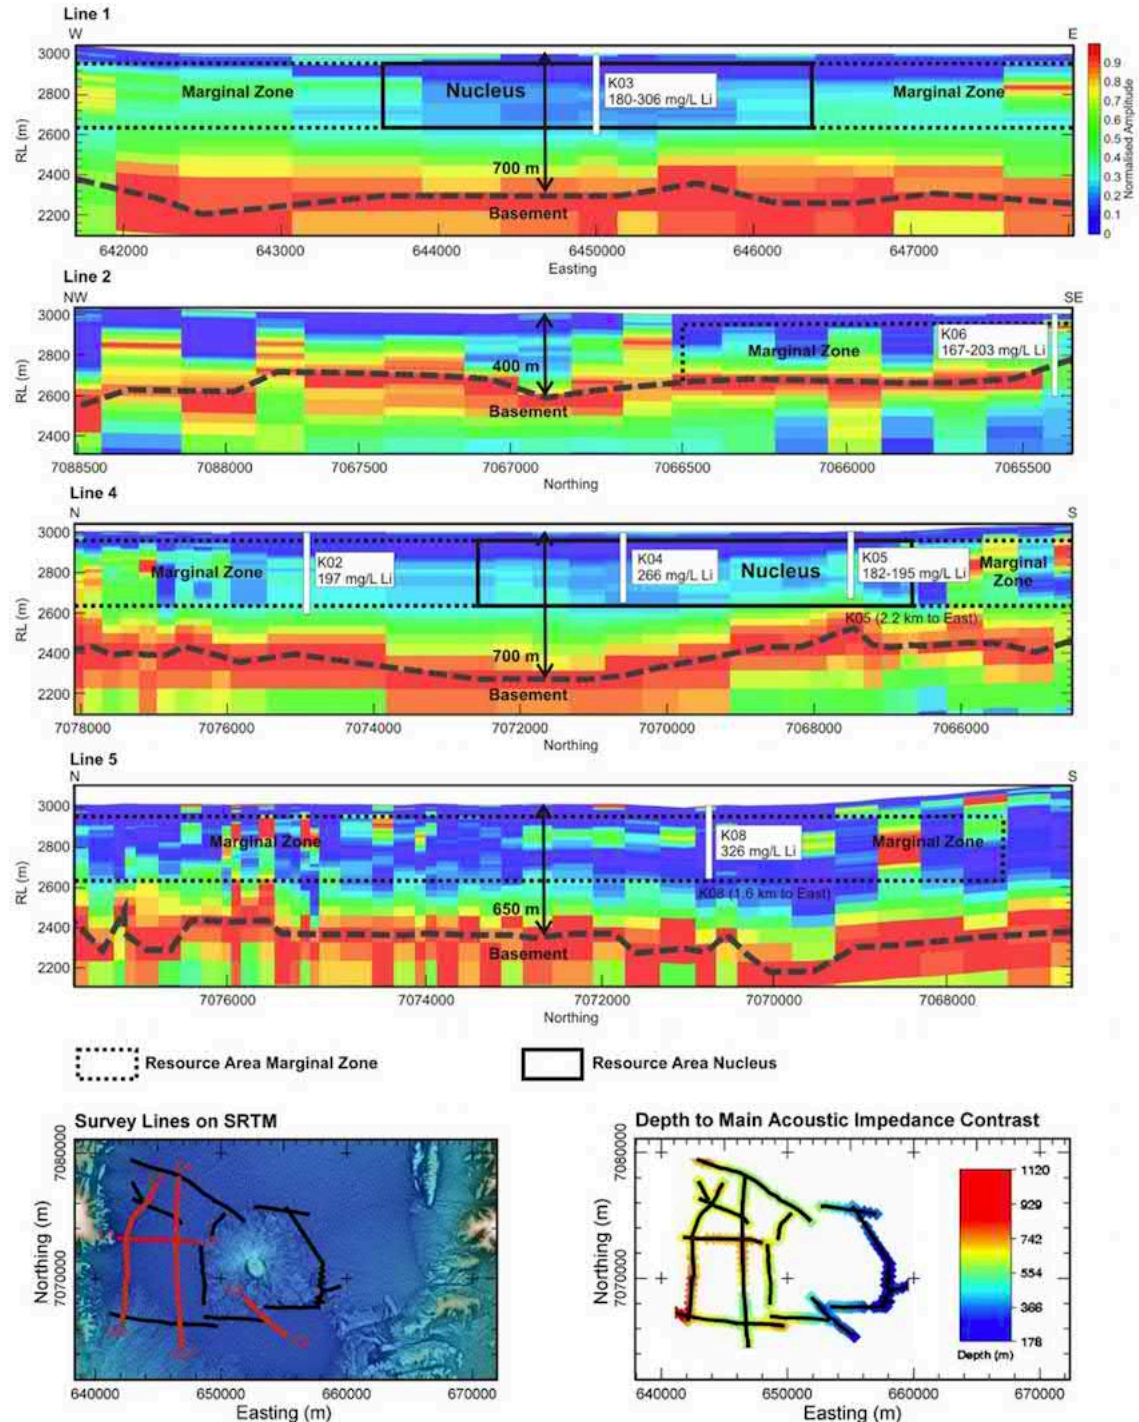 Line 1
W
E
3000
2800
2600
2400
2200
RL (m)
Marginal Zone
Nucleus
K03
180-306 mg/L Li
Marginal Zone
700 m
Basement
642000
643000
644000
6450000
646000
647000
Easting
0.9
0.8
0.7
0.6
0.5
0.4
0.3
0.2
0.1
0
Normalised Amplitude
Line 2
NW
SE
3000
2800
2600
2400
RL (m)
400 m
Marginal Zone
K06
167-203 mg/L Li
Basement
7088500
7088000
7067500
7067000
7066500
7066000
7065500
Northing
Line 4
N
S
3000
2800
2600
2400
2200
RL (m)
Marginal Zone
K02
197 mg/L Li
K04
266 mg/L Li
Nucleus
K05
182-195 mg/L Li
Marginal
Zone
K05 (2.2 km to East)
700 m
Basement
7078000
7076000
7074000
7072000
7070000
7068000
7066000
Northing
Line 5
N
S
3000
2800
2600
2400
2200
RL (m)
Marginal Zone
K08
326 mg/L Li
Marginal Zone
K08 (1.6 km to East)
650 m
Basement
7076000
7074000
7072000
7070000
7068000
Northing
Resource Area Marginal Zone
Resource Area Nucleus
Survey Lines on SRTM
7080000
7070000
Northing (m)
640000
650000
660000
670000
Easting (m)
Depth to Main Acoustic Impedance Contrast
7080000
7070000
Northing (m)
1120
929
742
554
366
178
Depth (m)
640000
650000
660000
670000
Easting (m)